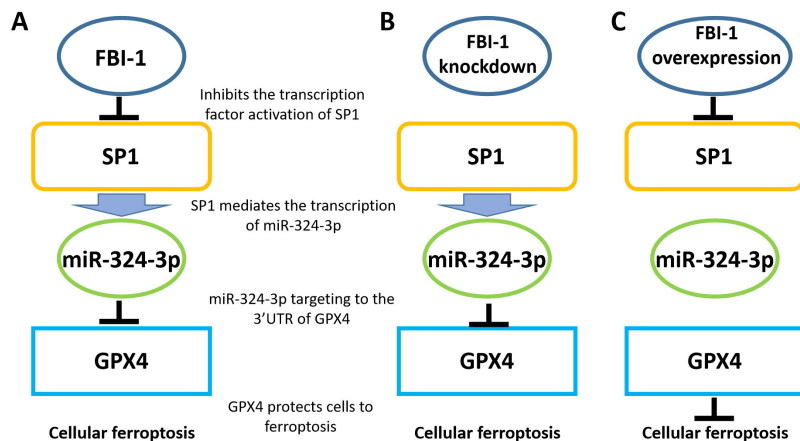 A
FBI-1
Inhibits the transcription
factor activation of SP1
SP1
SP1 mediates the transcription
of miR-324-3p
miR-324-3p
miR-324-3p targeting to the
3’UTR of GPX4
GPX4
GPX4 protects cells to
ferroptosis
Cellular ferroptosis
B
FBI-1
knockdown
SP1
miR-324-3p
GPX4
Cellular ferroptosis
C
FBI-1
overexpression
SP1
miR-324-3p
GPX4
Cellular ferroptosis